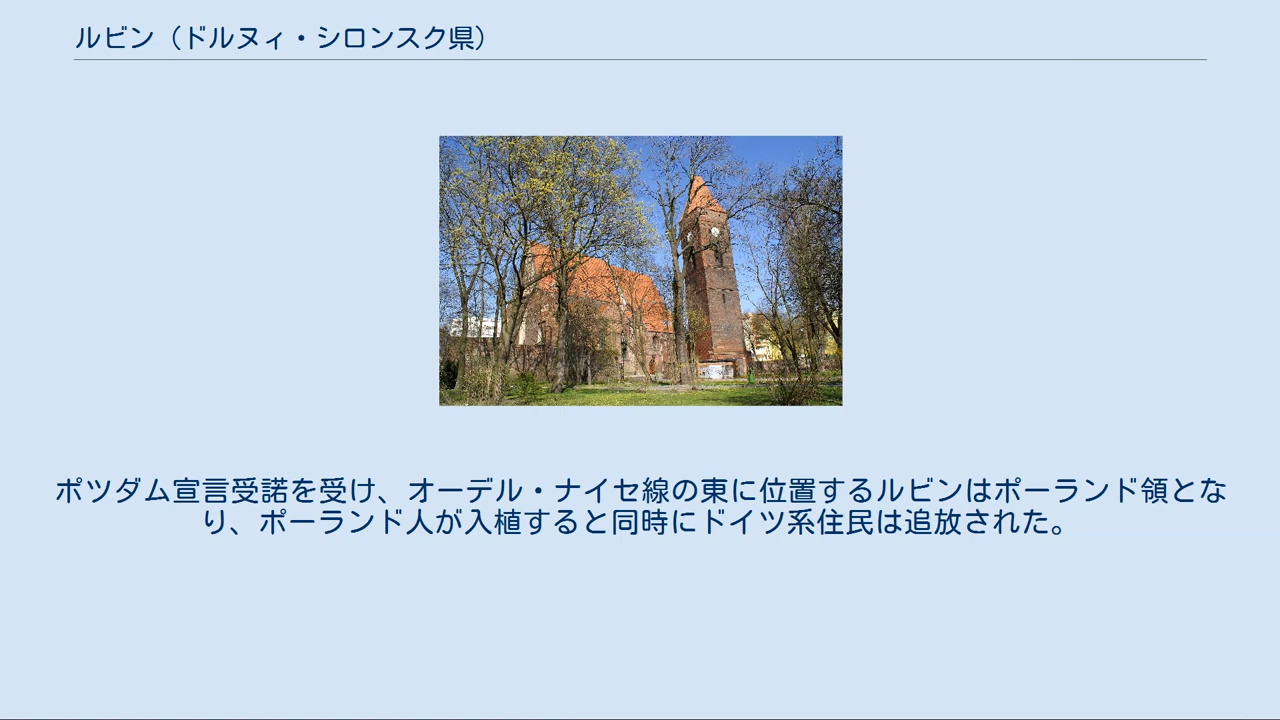 ルビン（ドルヌィ・シロンスク県）
ポツダム宣言受諾を受け、オーデル・ナイセ線の東に位置するルビンはポーランド領とな
り、ポーランド人が入植すると同時にドイツ系住民は追放された。